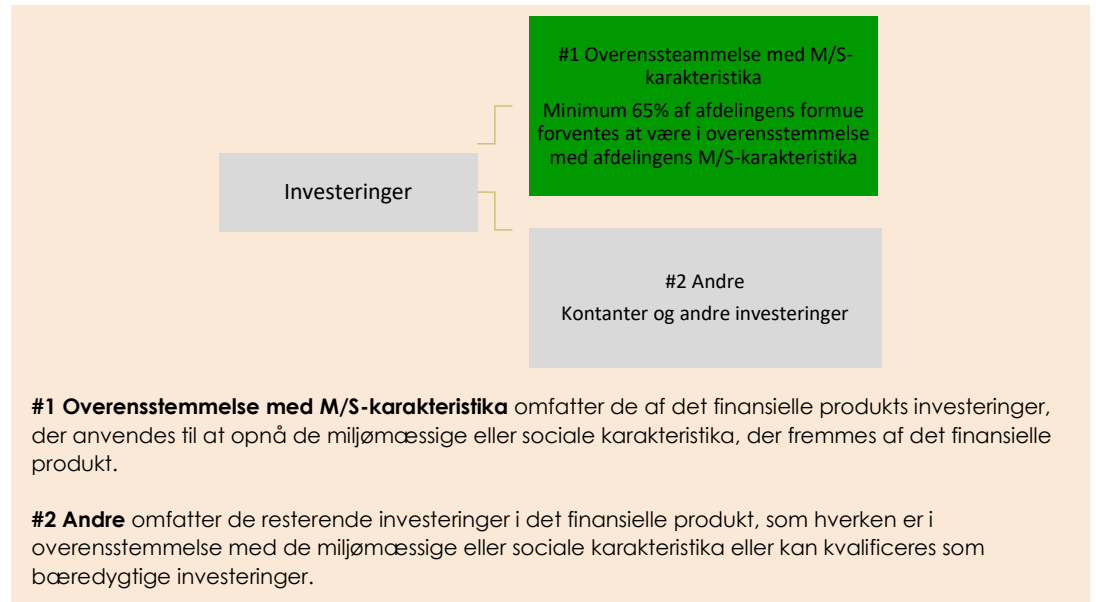 #1 Overenssteammelse med M/S-
karakteristika
Minimum 65% af afdelingens formue
forventes at være i overensstemmelse
med afdelingens M/S-karakteristika
Investeringer
#2 Andre
Kontanter og andre investeringer
#1 Overensstemmelse med M/S-karakteristika omfatter de af det finansielle produkts investeringer,
der anvendes til at opnå de miljømæssige eller sociale karakteristika, der fremmes af det finansielle
produkt.
#2 Andre omfatter de resterende investeringer i det finansielle produkt, som hverken er i
overensstemmelse med de miljømæssige eller sociale karakteristika eller kan kvalificeres som
bæredygtige investeringer.